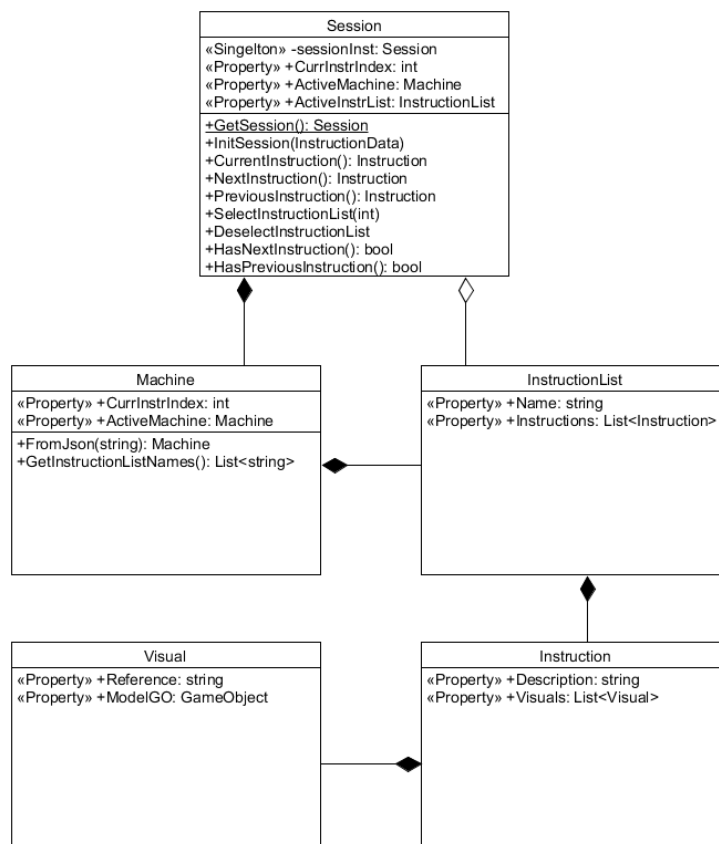 Session
«Singelton» -sessionInst: Session
«Property» +CurrInstrIndex: int
«Property» +ActiveMachine: Machine
«Property» +ActiveInstrList: InstructionList
+GetSession(): Session
+InitSession(InstructionData)
+CurrentInstruction(): Instruction
+NextInstruction(): Instruction
+PreviousInstruction(): Instruction
+SelectInstructionList(int)
+DeselectInstructionList
+HasNextInstruction(): bool
+HasPreviousInstruction(): bool
Machine
«Property» +CurrInstrIndex: int
«Property» +ActiveMachine: Machine
+FromJson(string): Machine
+GetInstructionListNames(): List<string>
InstructionList
«Property» +Name: string
«Property» +Instructions: List<Instruction>
Visual
«Property» +Reference: string
«Property» +ModelGO: GameObject
Instruction
«Property» +Description: string
«Property» +Visuals: List<Visual>